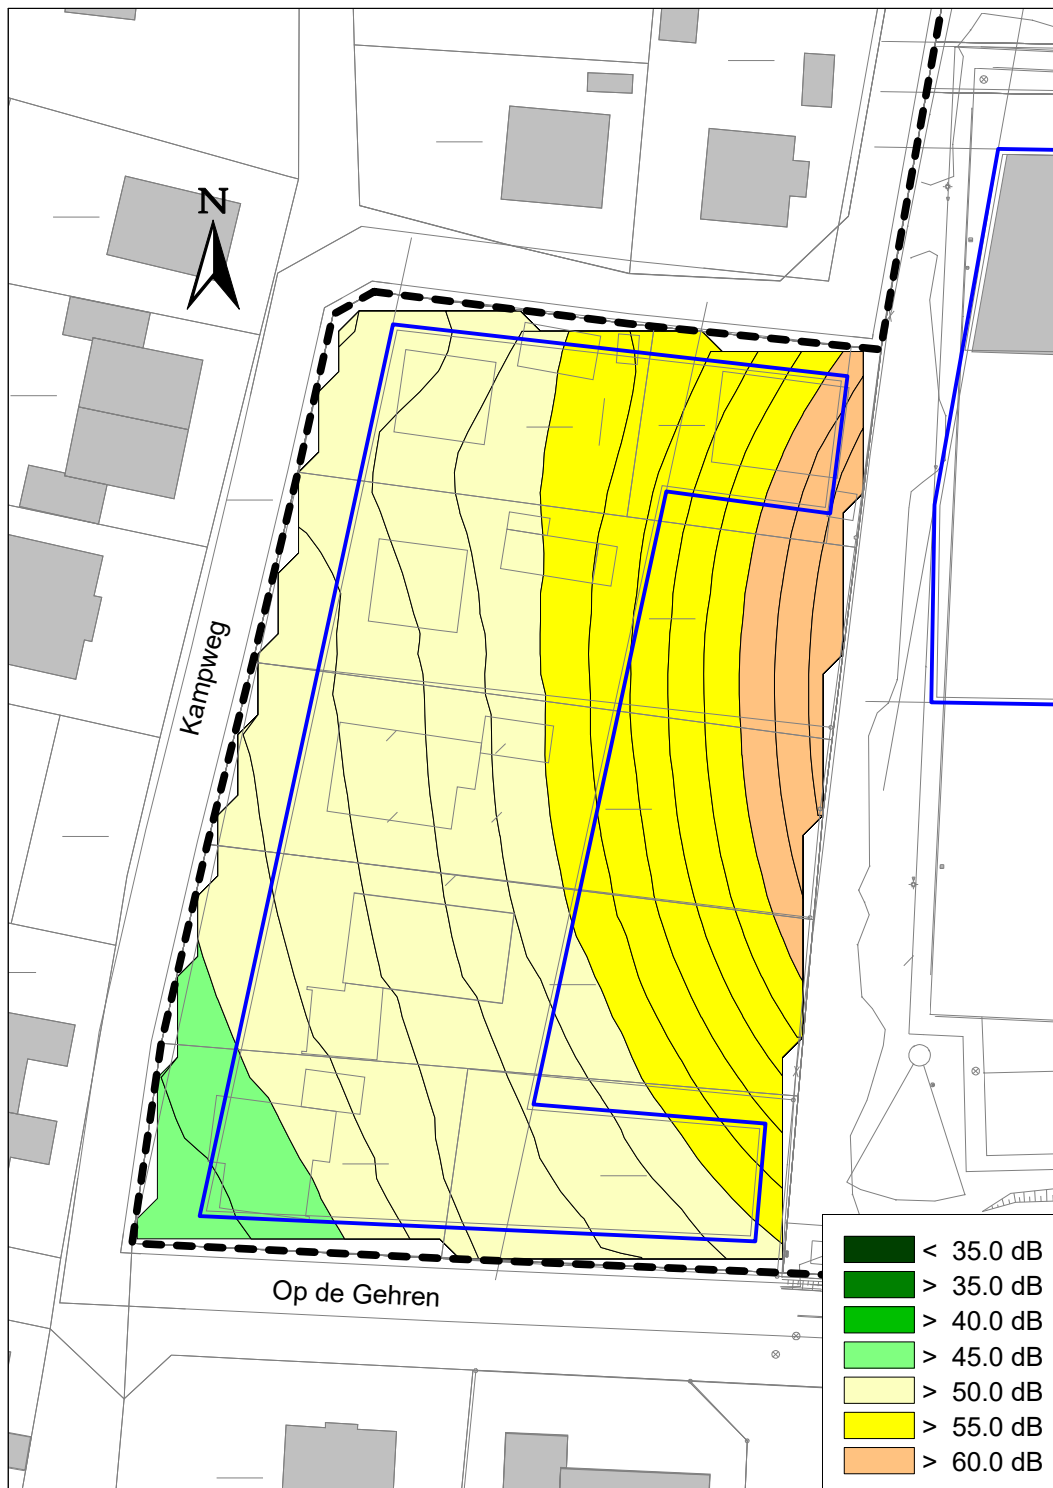 N
Kampweg
Op de Gehren
< 35.0 dB
> 35.0 dB
> 40.0 dB
> 45.0 dB
> 50.0 dB
> 55.0 dB
> 60.0 dB